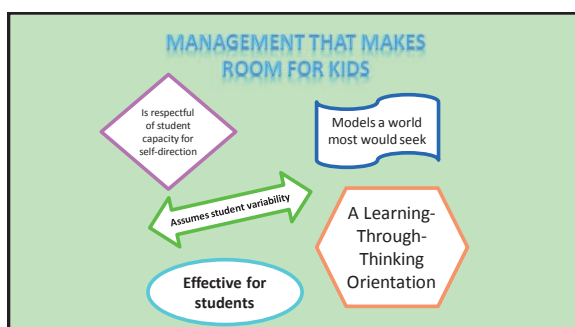 MANAGEMENT THAT MAKES
ROOM FOR KIDS
Is respectful
of student
capacity for
self-direction
Models a world
most would seek
Assumes student variability
A Learning-
Through-
Thinking
Orientation
Effective for
students